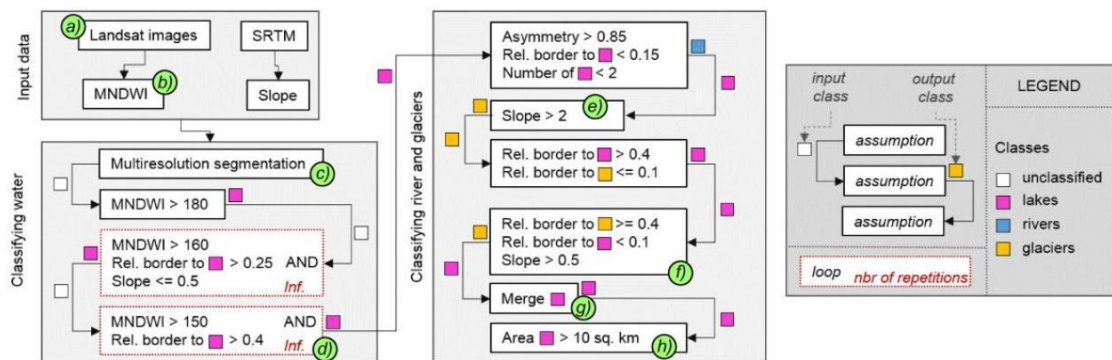 Input data
a)
Landsat images
SRTM
b)
MNDWI
Slope
Classifying water
Multiresolution segmentation
c)
MNDWI > 180
MNDWI > 160
Rel. border to > 0.25 AND
Slope <= 0.5 Inf.
MNDWI > 150 AND
Rel. border to > 0.4 Inf.
d)
Classifying river and glaciers
Asymmetry > 0.85
Rel. border to < 0.15
Number of < 2
e)
Slope > 2
Rel. border to > 0.4
Rel. border to <= 0.1
Rel. border to >= 0.4
Rel. border to < 0.1
Slope > 0.5
f)
Merge
g)
Area > 10 sq. km
h)
input
class
output
class
assumption
assumption
assumption
loop nbr of repetitions
LEGEND
Classes
unclassified
lakes
rivers
glaciers